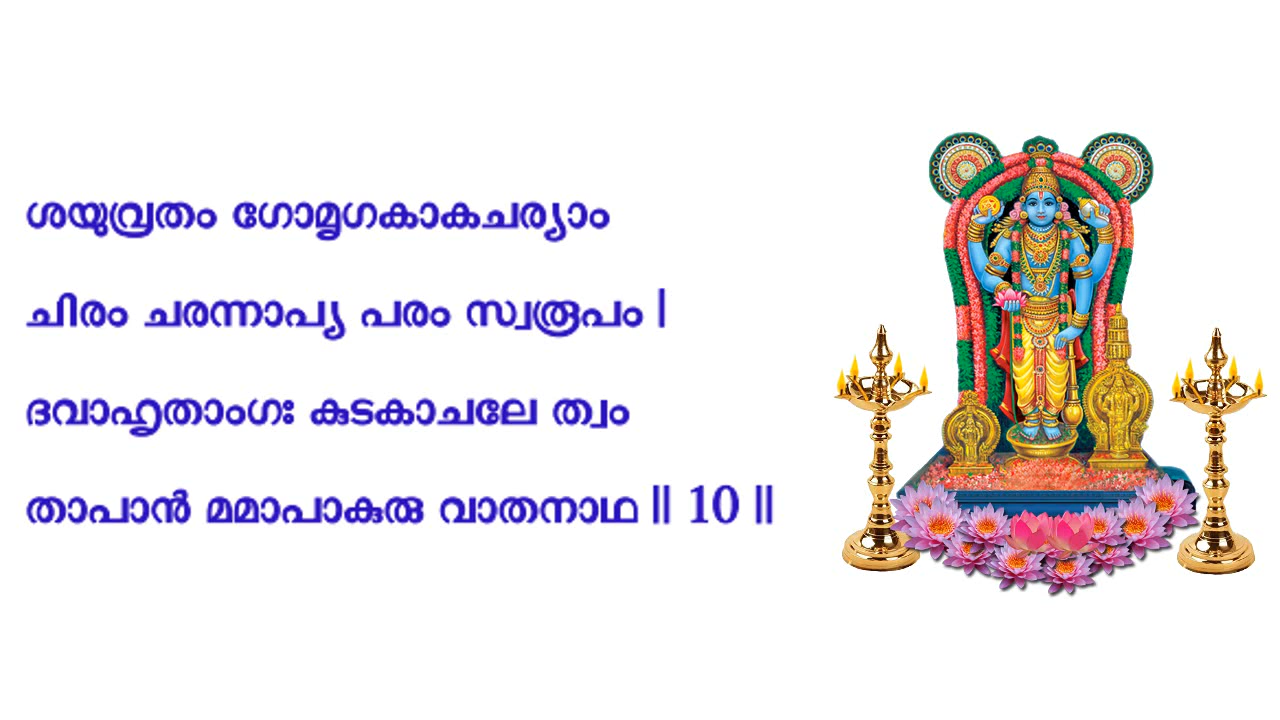 ശയുവ്രതം ഗോമൃഗകാകചര്യാം
ചിരം ചരന്നാപ്യ പരം സ്വരൂപം |
ദവാഹൃതാംഗഃ കുടകാചലേ ത്വം
താപാൻ മമാപാകുരു വാതനാഥ || 10 ||